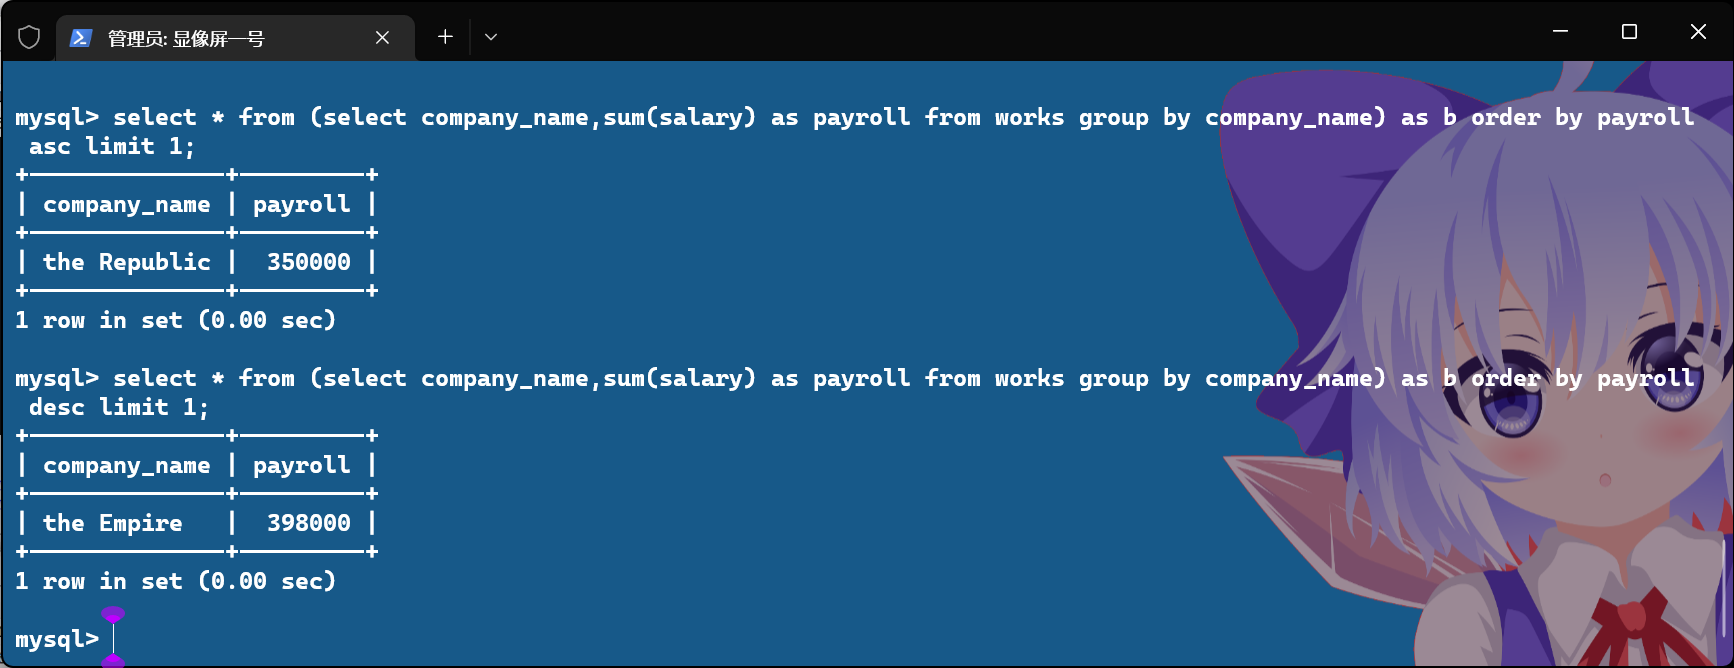 管理员: 显像屏一号
mysql> select * from (select company_name,sum(salary) as payroll from works group by company_name) as b order by payroll
 asc limit 1;
+--------------+---------+
| company_name | payroll |
+--------------+---------+
| the Republic |  350000 |
+--------------+---------+
1 row in set (0.00 sec)
mysql> select * from (select company_name,sum(salary) as payroll from works group by company_name) as b order by payroll
 desc limit 1;
+--------------+---------+
| company_name | payroll |
+--------------+---------+
| the Empire   |  398000 |
+--------------+---------+
1 row in set (0.00 sec)
mysql>